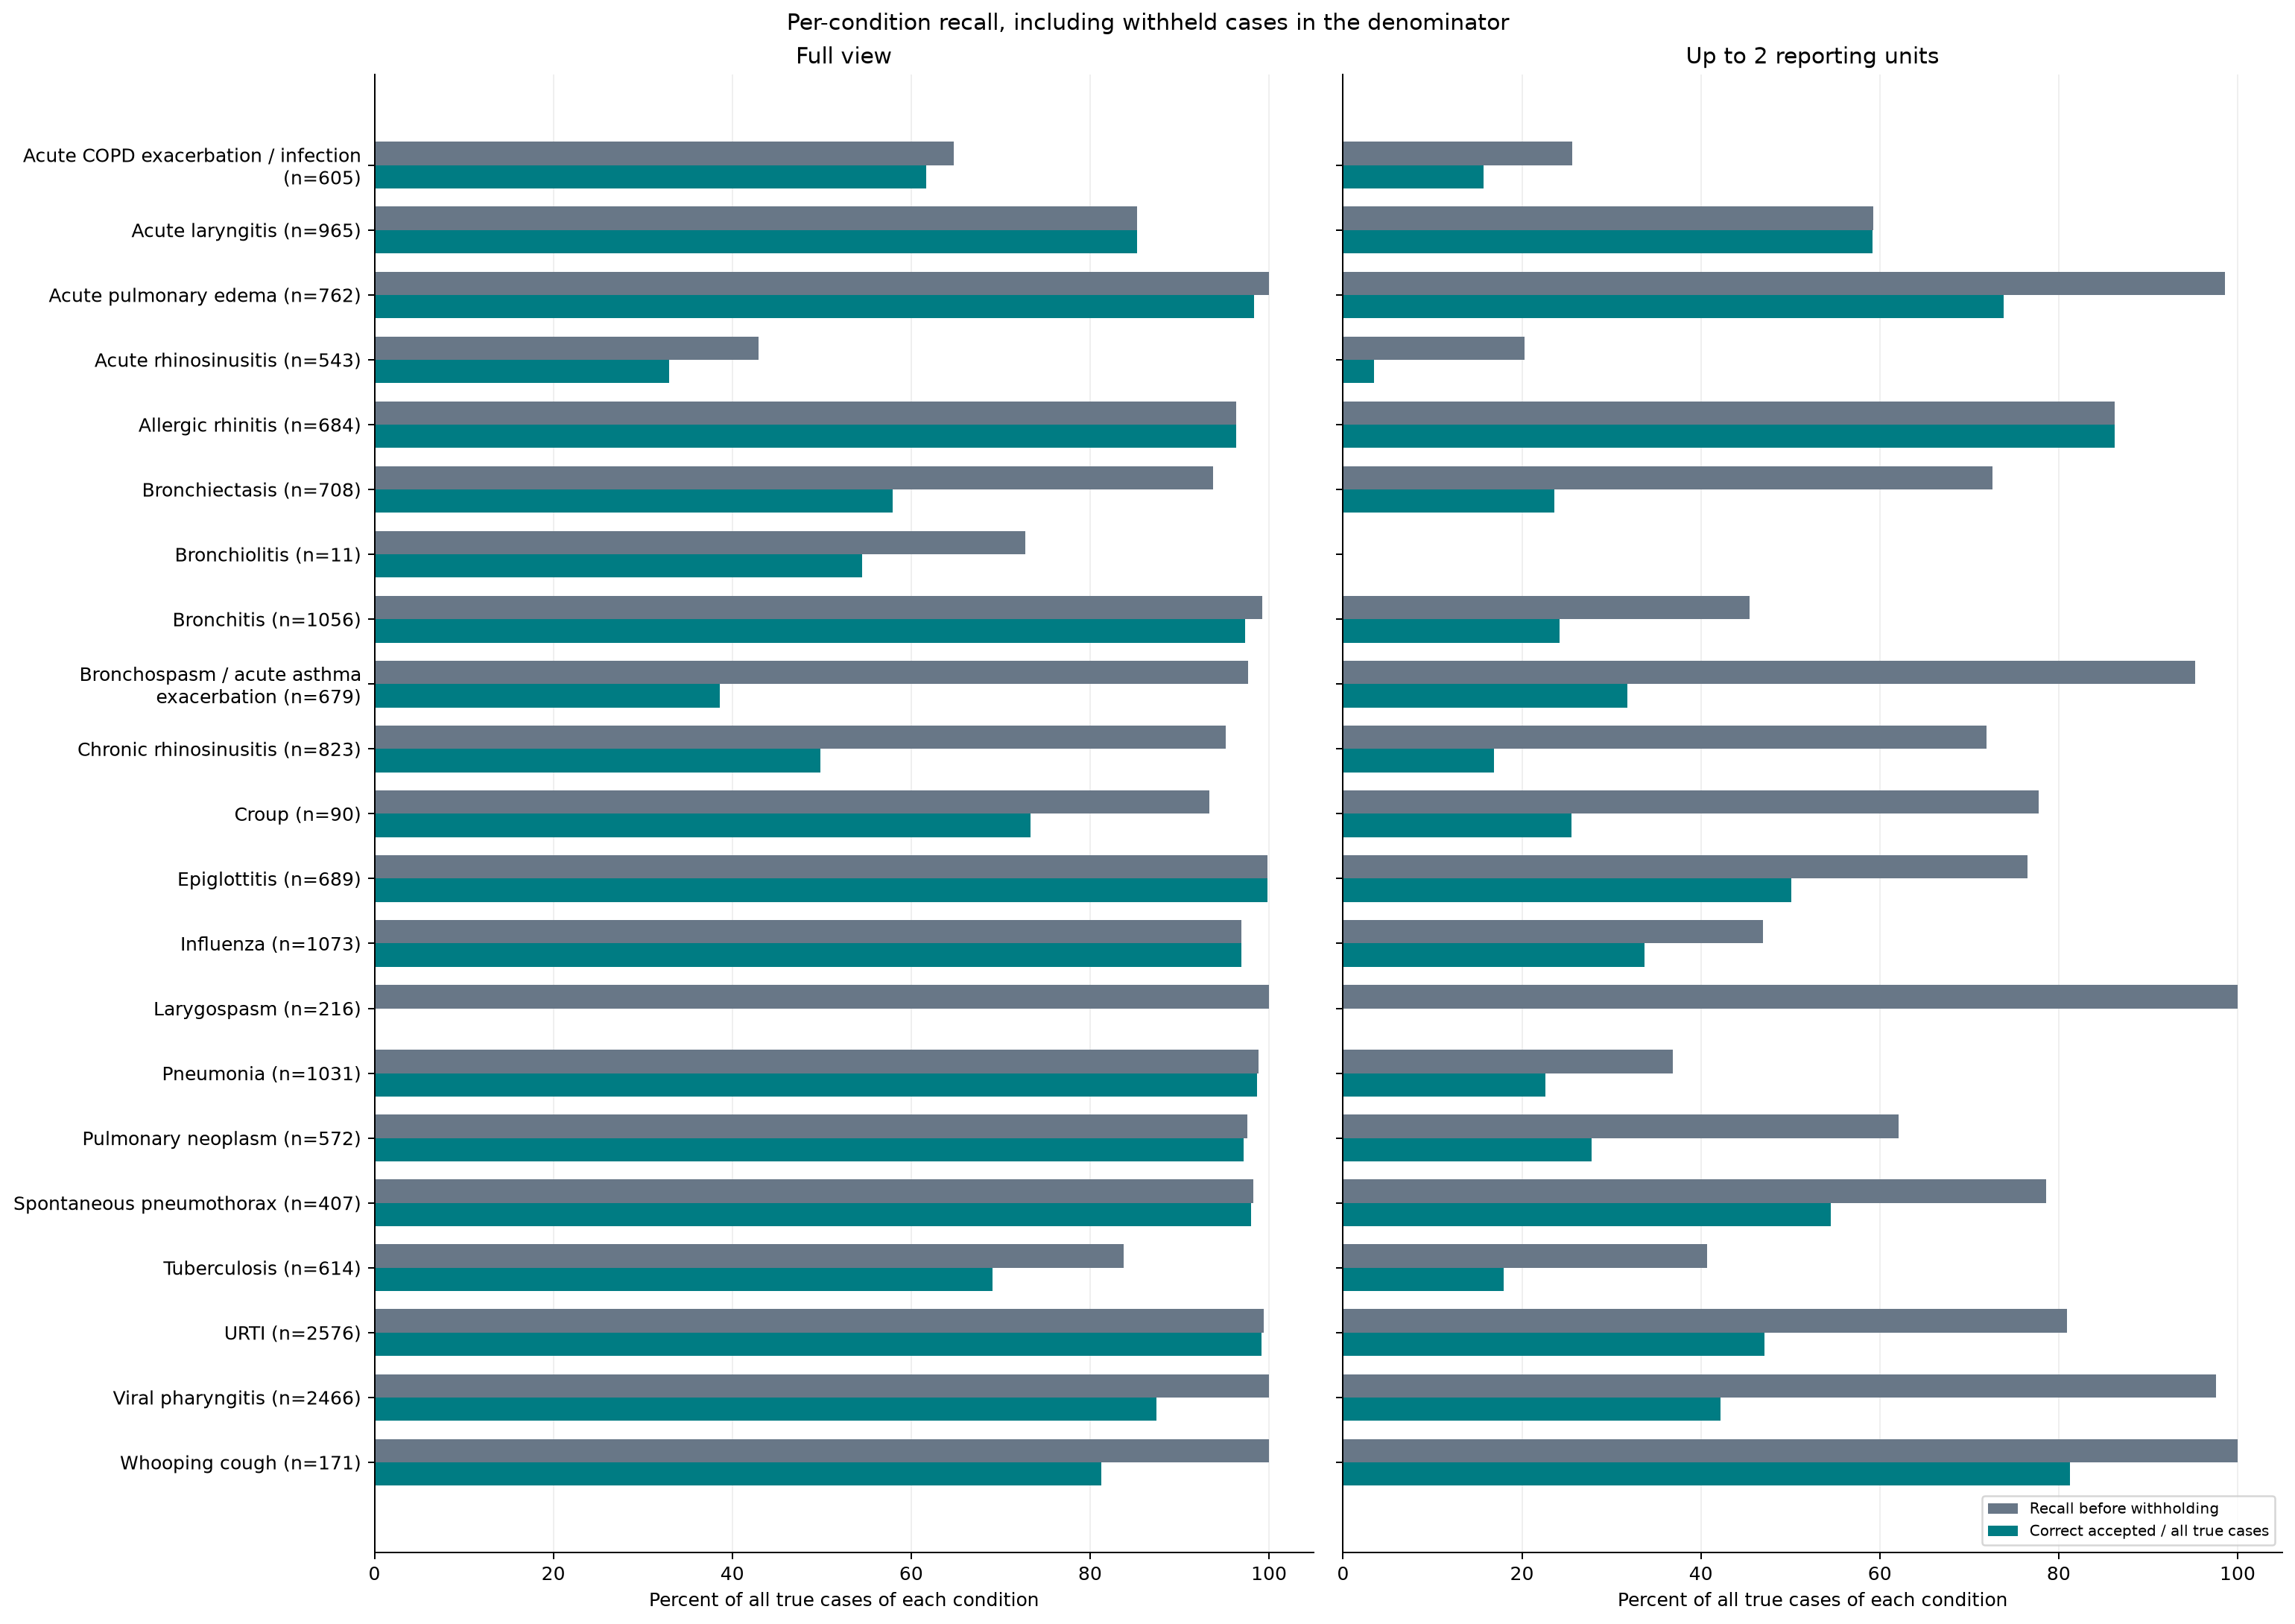 Per-condition recall, including withheld cases in the denominator
Full view
Up to 2 reporting units
Acute COPD exacerbation / infection
(n=605)
Acute laryngitis (n=965)
Acute pulmonary edema (n=762)
Acute rhinosinusitis (n=543)
Allergic rhinitis (n=684)
Bronchiectasis (n=708)
Bronchiolitis (n=11)
Bronchitis (n=1056)
Bronchospasm / acute asthma
exacerbation (n=679)
Chronic rhinosinusitis (n=823)
Croup (n=90)
Epiglottitis (n=689)
Influenza (n=1073)
Larygospasm (n=216)
Pneumonia (n=1031)
Pulmonary neoplasm (n=572)
Spontaneous pneumothorax (n=407)
Tuberculosis (n=614)
URTI (n=2576)
Viral pharyngitis (n=2466)
Whooping cough (n=171)
Recall before withholding
Correct accepted / all true cases
0 20 40 60 80 100
0 20 40 60 80 100
Percent of all true cases of each condition
Percent of all true cases of each condition